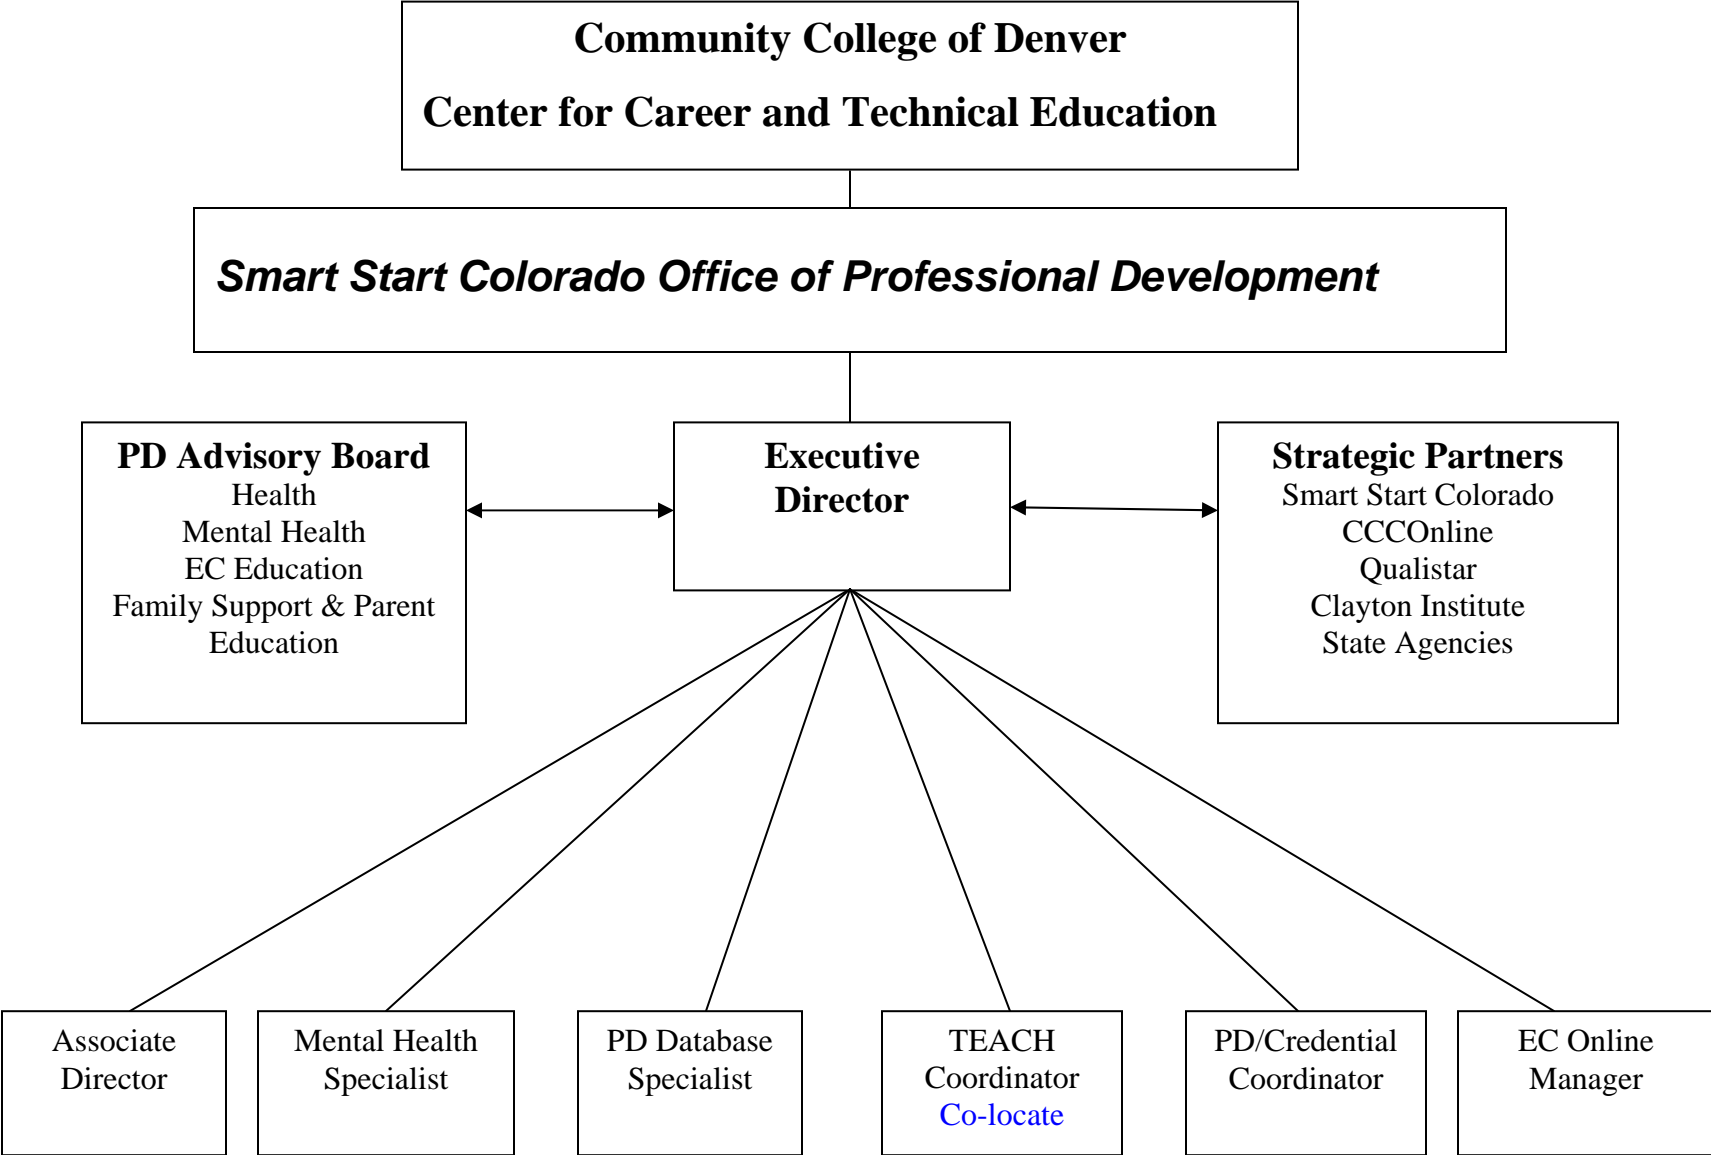 Community College of Denver
Center for Career and Technical Education
Smart Start Colorado Office of Professional Development
PD Advisory Board
Health
Mental Health
EC Education
Family Support & Parent
Education
Executive
Director
Strategic Partners
Smart Start Colorado
CCCOnline
Qualistar
Clayton Institute
State Agencies
Associate
Director
Mental Health
Specialist
PD Database
Specialist
TEACH
Coordinator
Co-locate
PD/Credential
Coordinator
EC Online
Manager